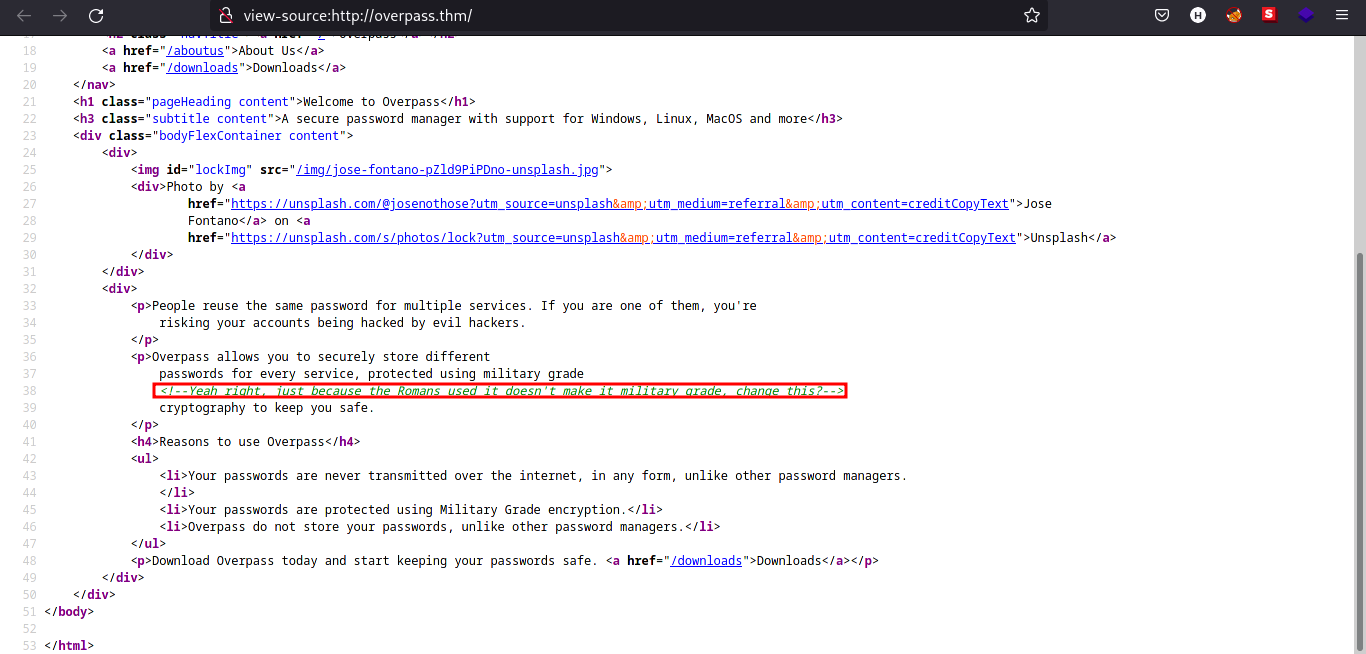 view-source:http://overpass.thm/
18 <a href="/aboutus">About Us</a>
19 <a href="/downloads">Downloads</a>
20 </nav>
21 <h1 class="pageHeading content">Welcome to Overpass</h1>
22 <h3 class="subtitle content">A secure password manager with support for Windows, Linux, MacOS and more</h3>
23 <div class="bodyFlexContainer content">
24 <div>
25 <img id="lockImg" src="/img/jose-fontano-pZld9PiPDno-unsplash.jpg">
26 <div>Photo by <a
27 href="https://unsplash.com/@josenothose?utm_source=unsplash&amp;utm_medium=referral&amp;utm_content=creditCopyText">Jose
28 Fontano</a> on <a
29 href="https://unsplash.com/s/photos/lock?utm_source=unsplash&amp;utm_medium=referral&amp;utm_content=creditCopyText">Unsplash</a>
30 </div>
31 </div>
32 <div>
33 <p>People reuse the same password for multiple services. If you are one of them, you're
34 risking your accounts being hacked by evil hackers.
35 </p>
36 <p>Overpass allows you to securely store different
37 passwords for every service, protected using military grade
38 <!--Yeah right, just because the Romans used it doesn't make it military grade, change this?-->
39 cryptography to keep you safe.
40 </p>
41 <h4>Reasons to use Overpass</h4>
42 <ul>
43 <li>Your passwords are never transmitted over the internet, in any form, unlike other password managers.
44 </li>
45 <li>Your passwords are protected using Military Grade encryption.</li>
46 <li>Overpass do not store your passwords, unlike other password managers.</li>
47 </ul>
48 <p>Download Overpass today and start keeping your passwords safe. <a href="/downloads">Downloads</a></p>
49 </div>
50 </div>
51 </body>
52
53 </html>